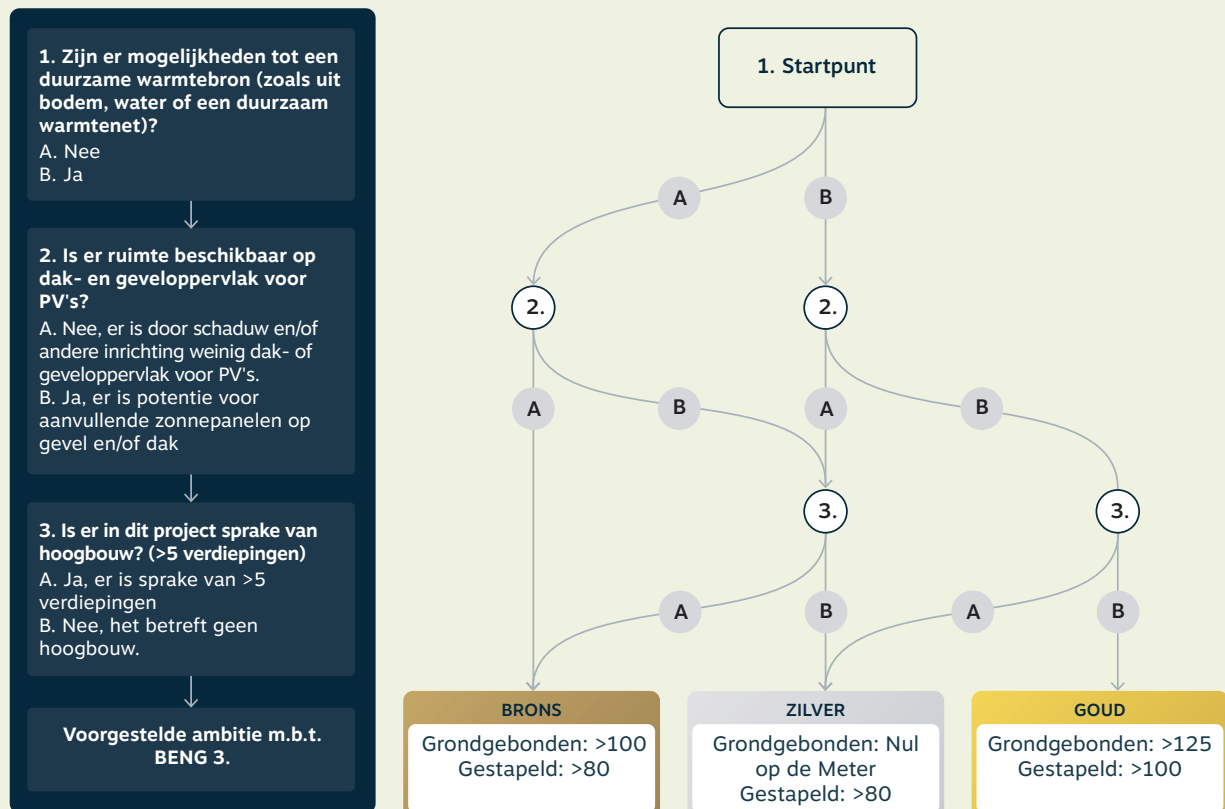 1. Zijn er mogelijkheden tot een
duurzame warmtebron (zoals uit
bodem, water of een duurzaam
warmtenet)?
A. Nee
B. Ja
2. Is er ruimte beschikbaar op
dak- en geveloppervlak voor
PV's?
A. Nee, er is door schaduw en/of
andere inrichting weinig dak- of
geveloppervlak voor PV's.
B. Ja, er is potentie voor
aanvullende zonnepanelen op
gevel en/of dak
3. Is er in dit project sprake van
hoogbouw? (>5 verdiepingen)
A. Ja, er is sprake van >5
verdiepingen
B. Nee, het betreft geen
hoogbouw.
Voorgestelde ambitie m.b.t.
BENG 3.
1. Startpunt
A
B
2.
2.
A
B
A
B
3.
3.
A
B
A
B
BRONS
Grondgebonden: >100
Gestapeld: >80
ZILVER
Grondgebonden: Nul
op de Meter
Gestapeld: >80
GOUD
Grondgebonden: >125
Gestapeld: >100